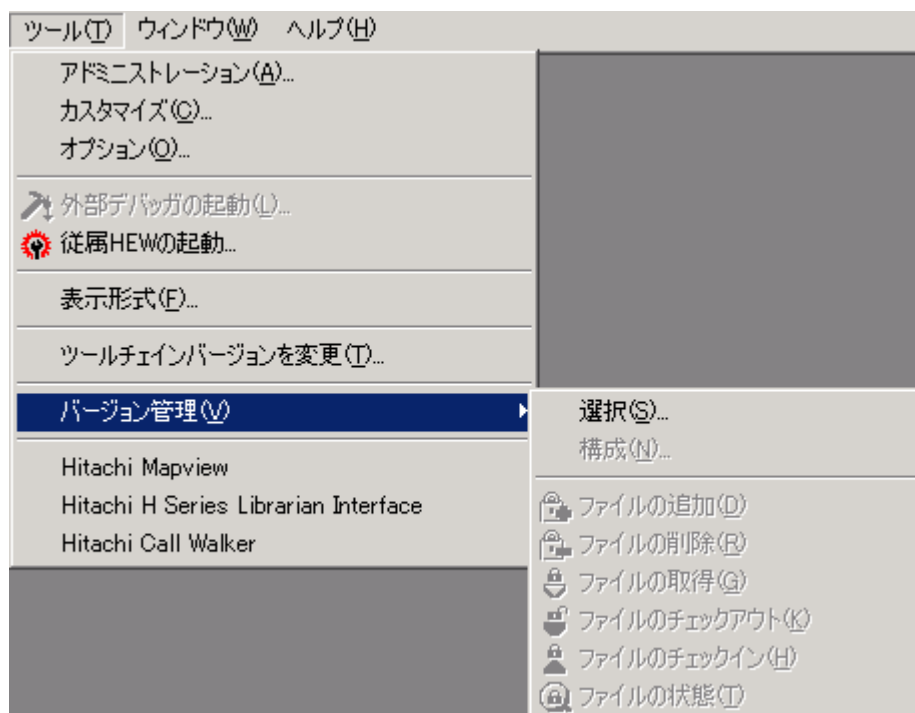 ツール(T) ウィンドウ(W) ヘルプ(H)
アドミニストレーション(A)...
カスタマイズ(C)...
オプション(O)...
外部デバッガの起動(L)...
従属HEWの起動...
表示形式(F)...
ツールチェインバージョンを変更(T)...
バージョン管理(V)
Hitachi Mapview
Hitachi H Series Librarian Interface
Hitachi Call Walker
選択(S)...
構成(N)...
ファイルの追加(D)
ファイルの削除(R)
ファイルの取得(G)
ファイルのチェックアウト(K)
ファイルのチェックイン(H)
ファイルの状態(T)